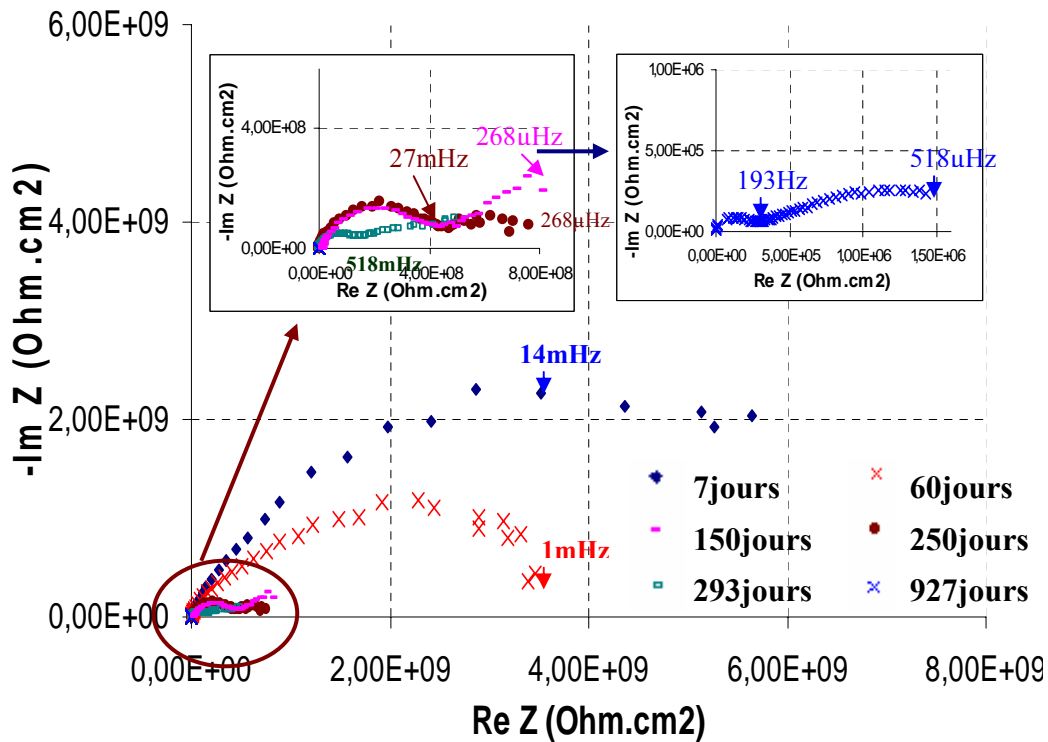 6,00E+09
4,00E+09
2,00E+09
0,00E+00
-Im Z (Ohm.cm2)
0,00E+00
2,00E+09
4,00E+09
6,00E+09
8,00E+09
Re Z (Ohm.cm2)
4,00E+08
0,00E+00
-Im Z (Ohm.cm2)
268µHz
27mHz
268µHz
0,00E+00
4,00E+08
8,00E+08
518mHz
Re Z (Ohm.cm2)
1,00E+06
5,00E+05
0,00E+00
-Im Z (Ohm.cm2)
193Hz
518µHz
0,00E+00
5,00E+05
1,00E+06
1,50E+06
Re Z (Ohm.cm2)
14mHz
1mHz
7jours
60jours
150jours
250jours
293jours
927jours